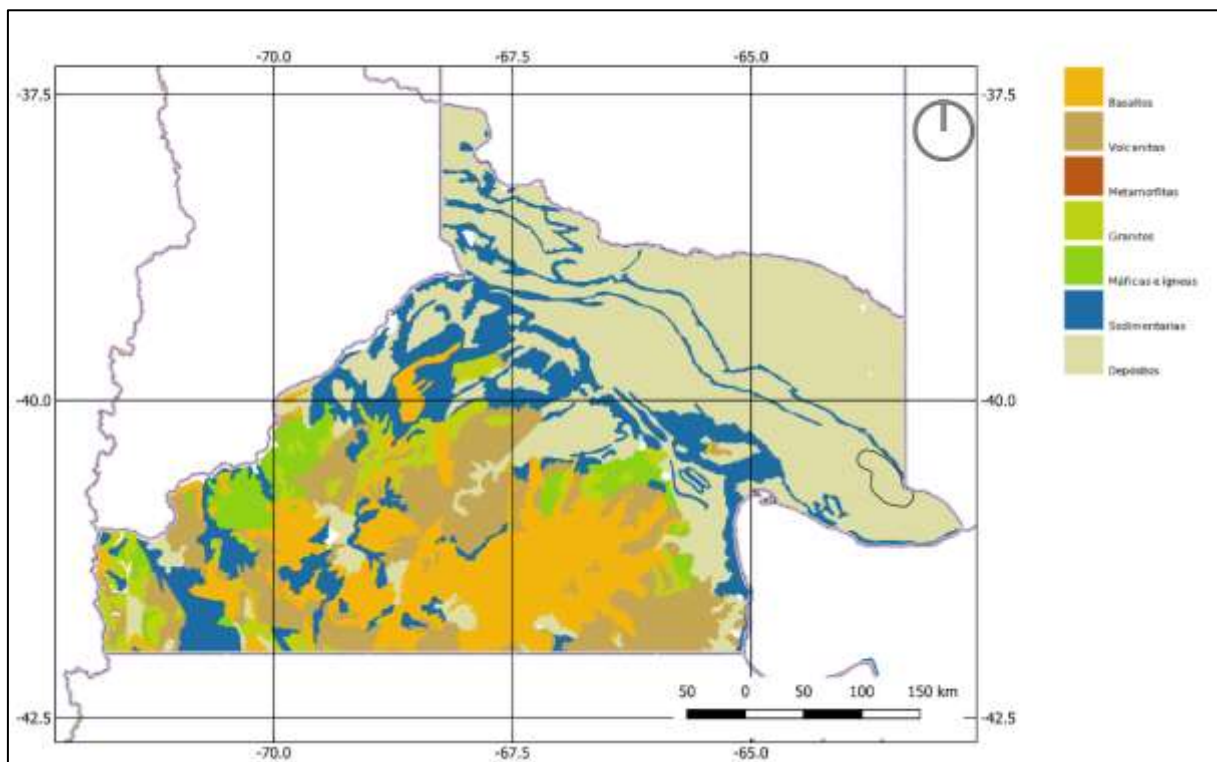 -70.0 -67.5 -65.0
-37.5 -37.5
Basaltos
Volcanitas
Metamorfitas
Granitos
Máficas e ígneas
Sedimentarias
Depósitos
-40.0 -40.0
50 0 50 100 150 km
-42.5 -42.5
-70.0 -67.5 -65.0